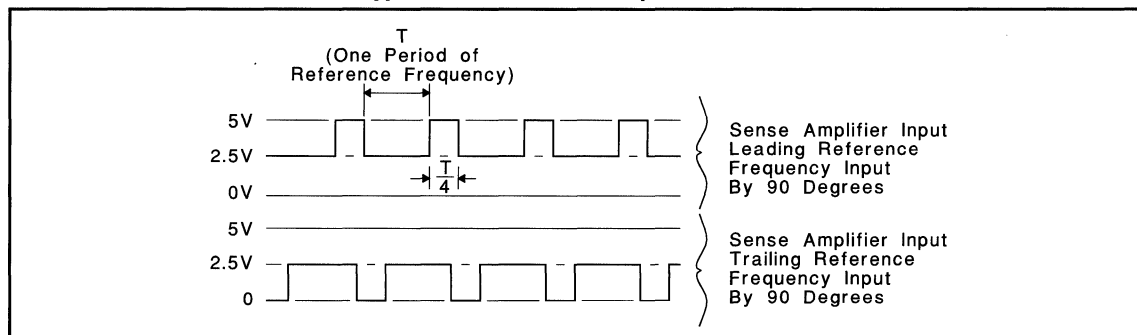 T
(One Period of
Reference Frequency)
5V
2.5V
0V
T
4
Sense Amplifier Input
Leading Reference
Frequency Input
By 90 Degrees
5V
2.5V
0
Sense Amplifier Input
Trailing Reference
Frequency Input
By 90 Degrees